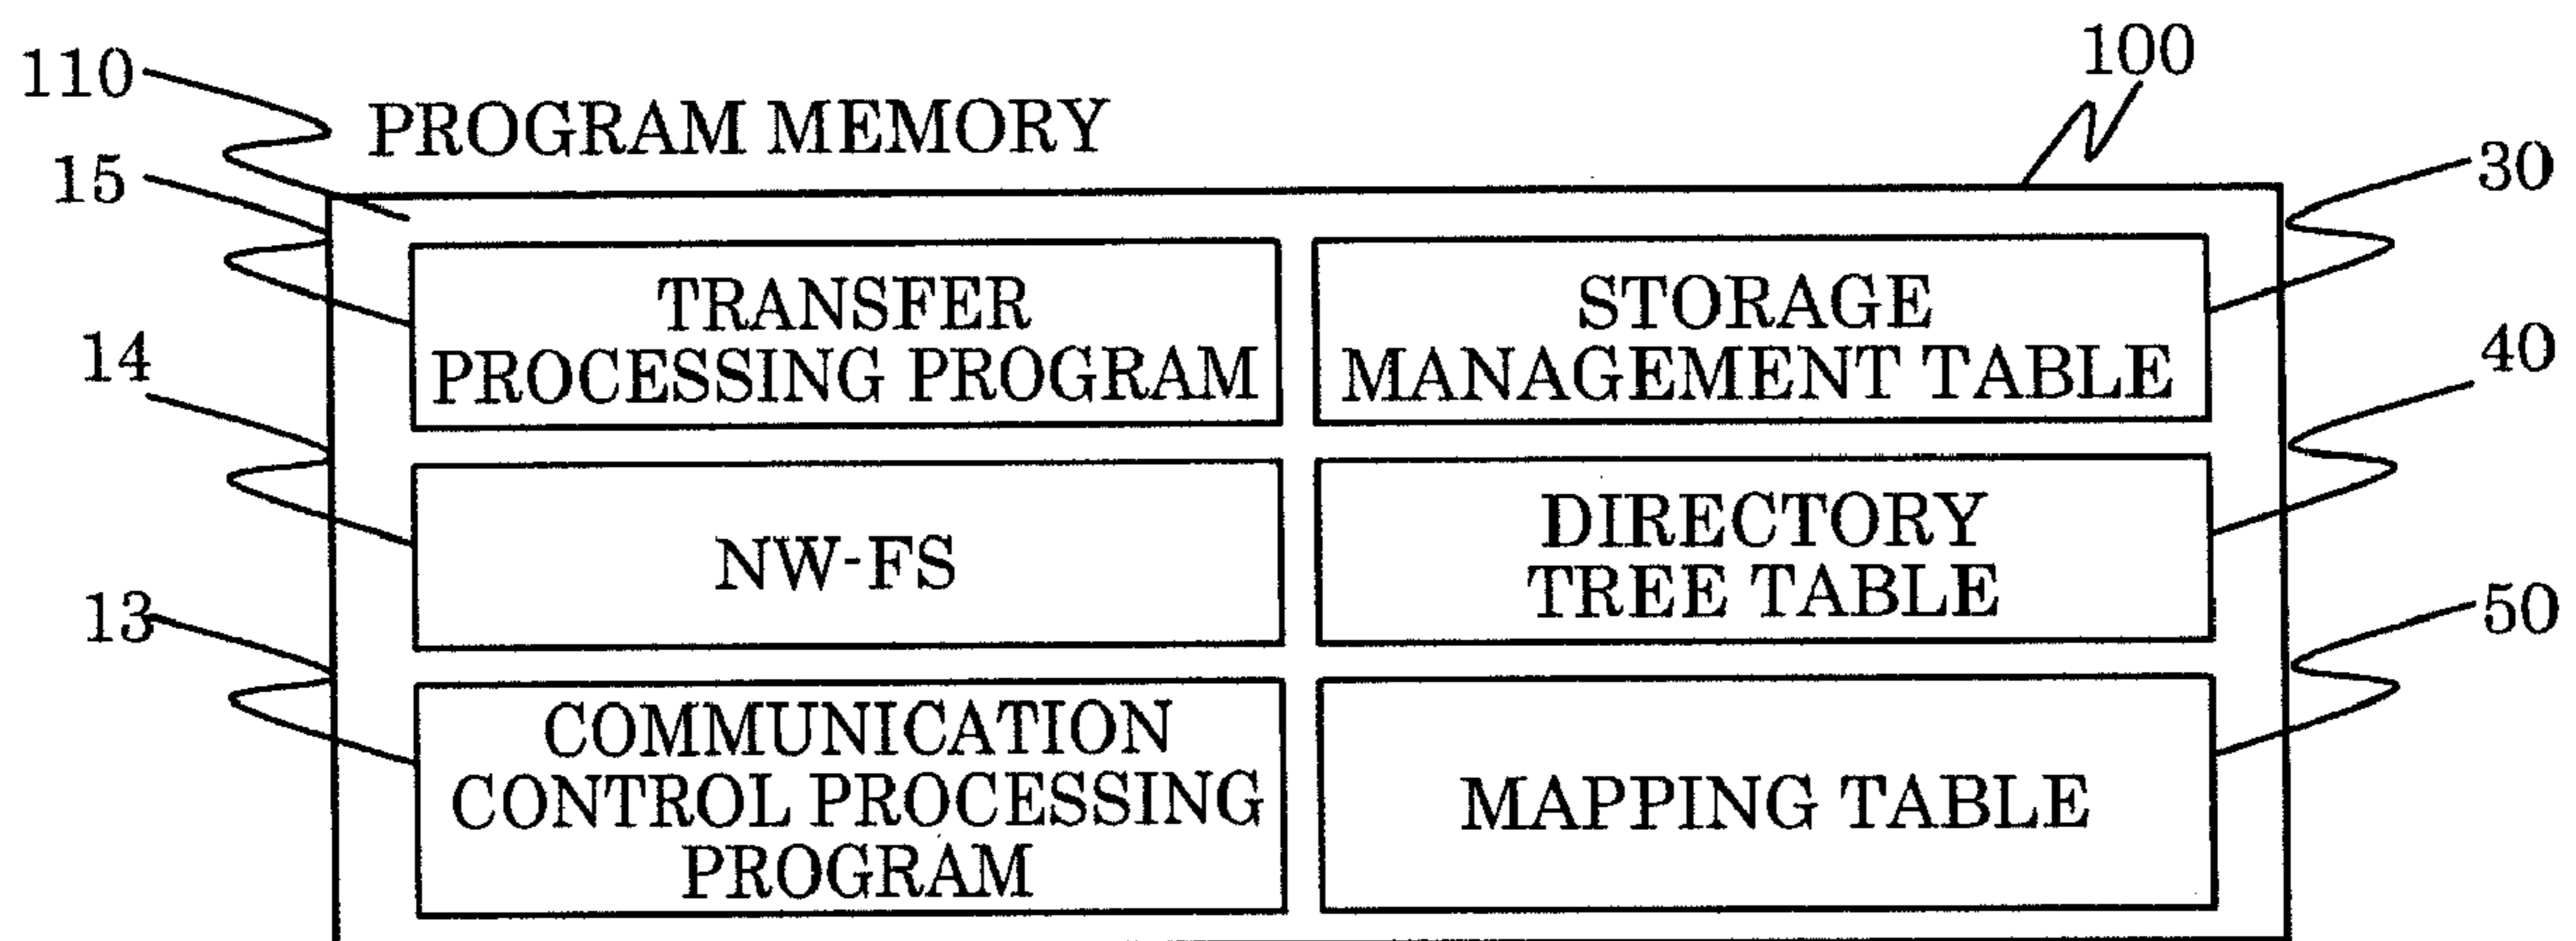 110
PROGRAM MEMORY
100
15
30
TRANSFER
PROCESSING PROGRAM
STORAGE
MANAGEMENT TABLE
14
40
NW-FS
DIRECTORY
TREE TABLE
13
50
COMMUNICATION
CONTROL PROCESSING
PROGRAM
MAPPING TABLE